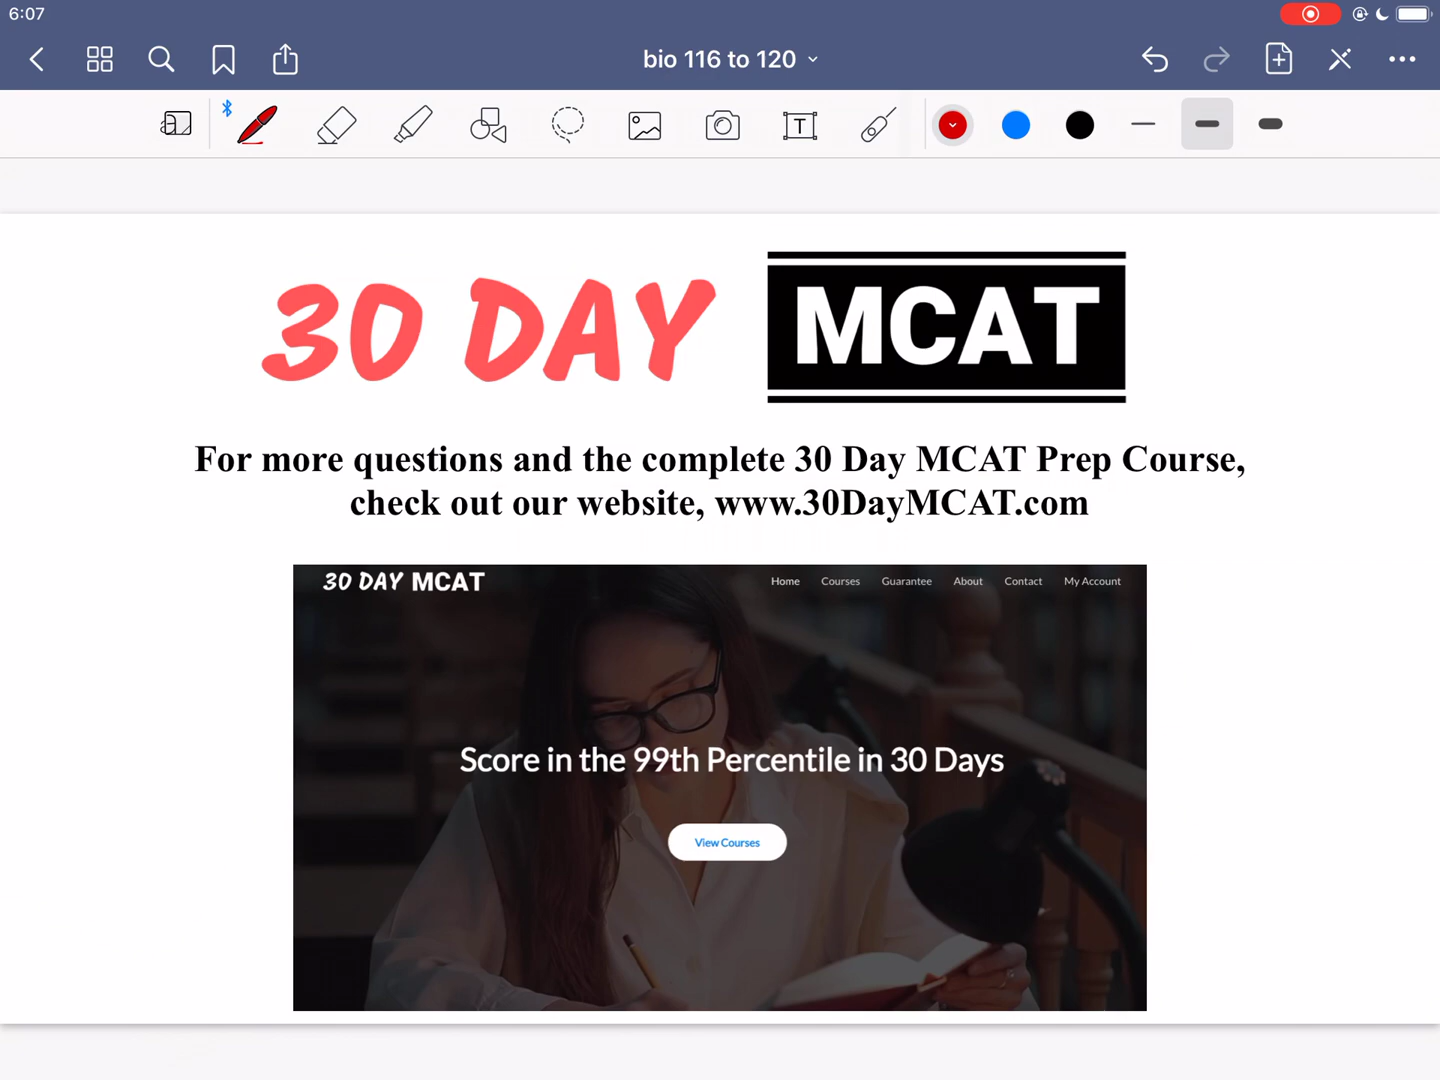 6:07
bio 116 to 120
T
30 DAY MCAT
For more questions and the complete 30 Day MCAT Prep Course,
check out our website, www.30DayMCAT.com
30 DAY MCAT Home Courses Guarantee About Contact My Account
Score in the 99th Percentile in 30 Days
View Courses